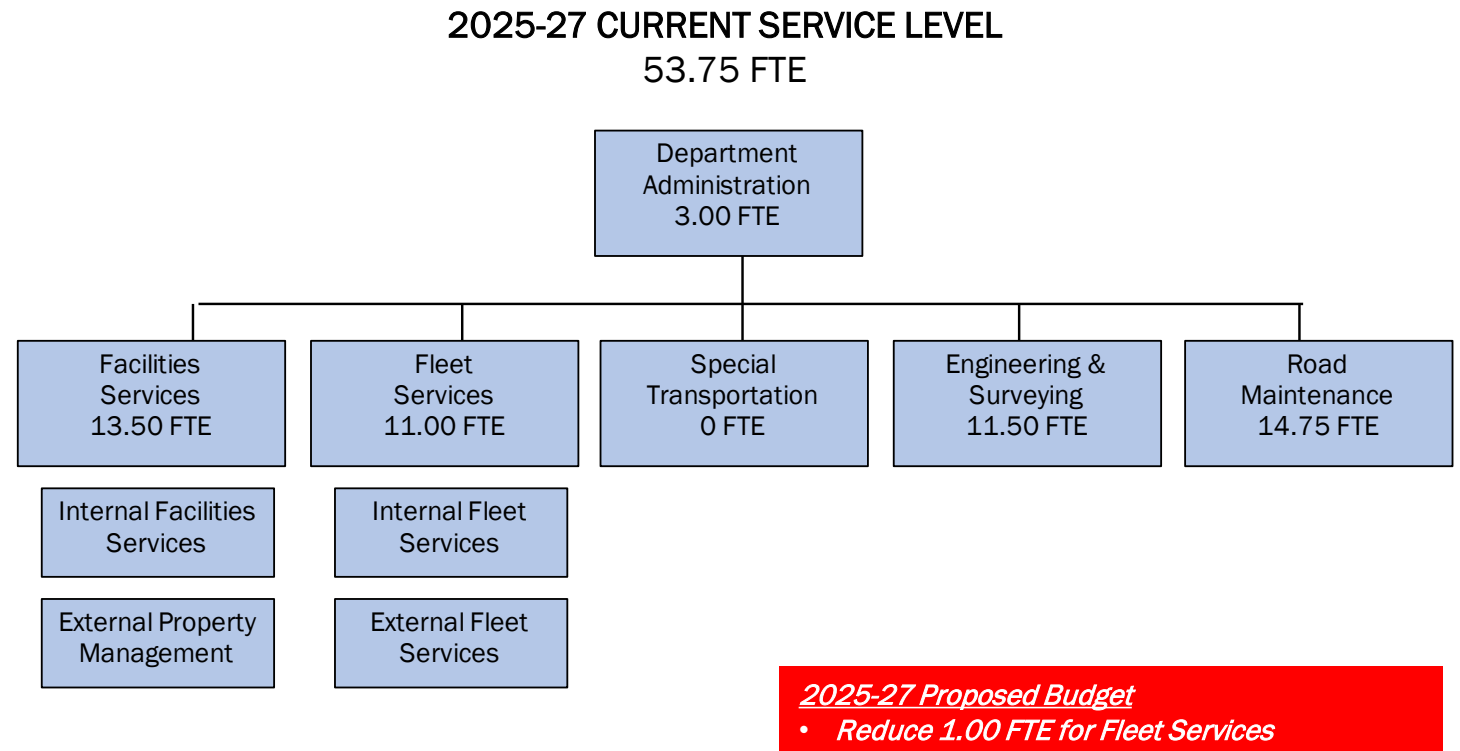 2025-27 CURRENT SERVICE LEVEL
53.75 FTE
Department
Administration
3.00 FTE
Facilities
Services
13.50 FTE
Fleet
Services
11.00 FTE
Special
Transportation
0 FTE
Engineering &
Surveying
11.50 FTE
Road
Maintenance
14.75 FTE
Internal Facilities
Services
Internal Fleet
Services
External Property
Management
External Fleet
Services
2025-27 Proposed Budget
• Reduce 1.00 FTE for Fleet Services